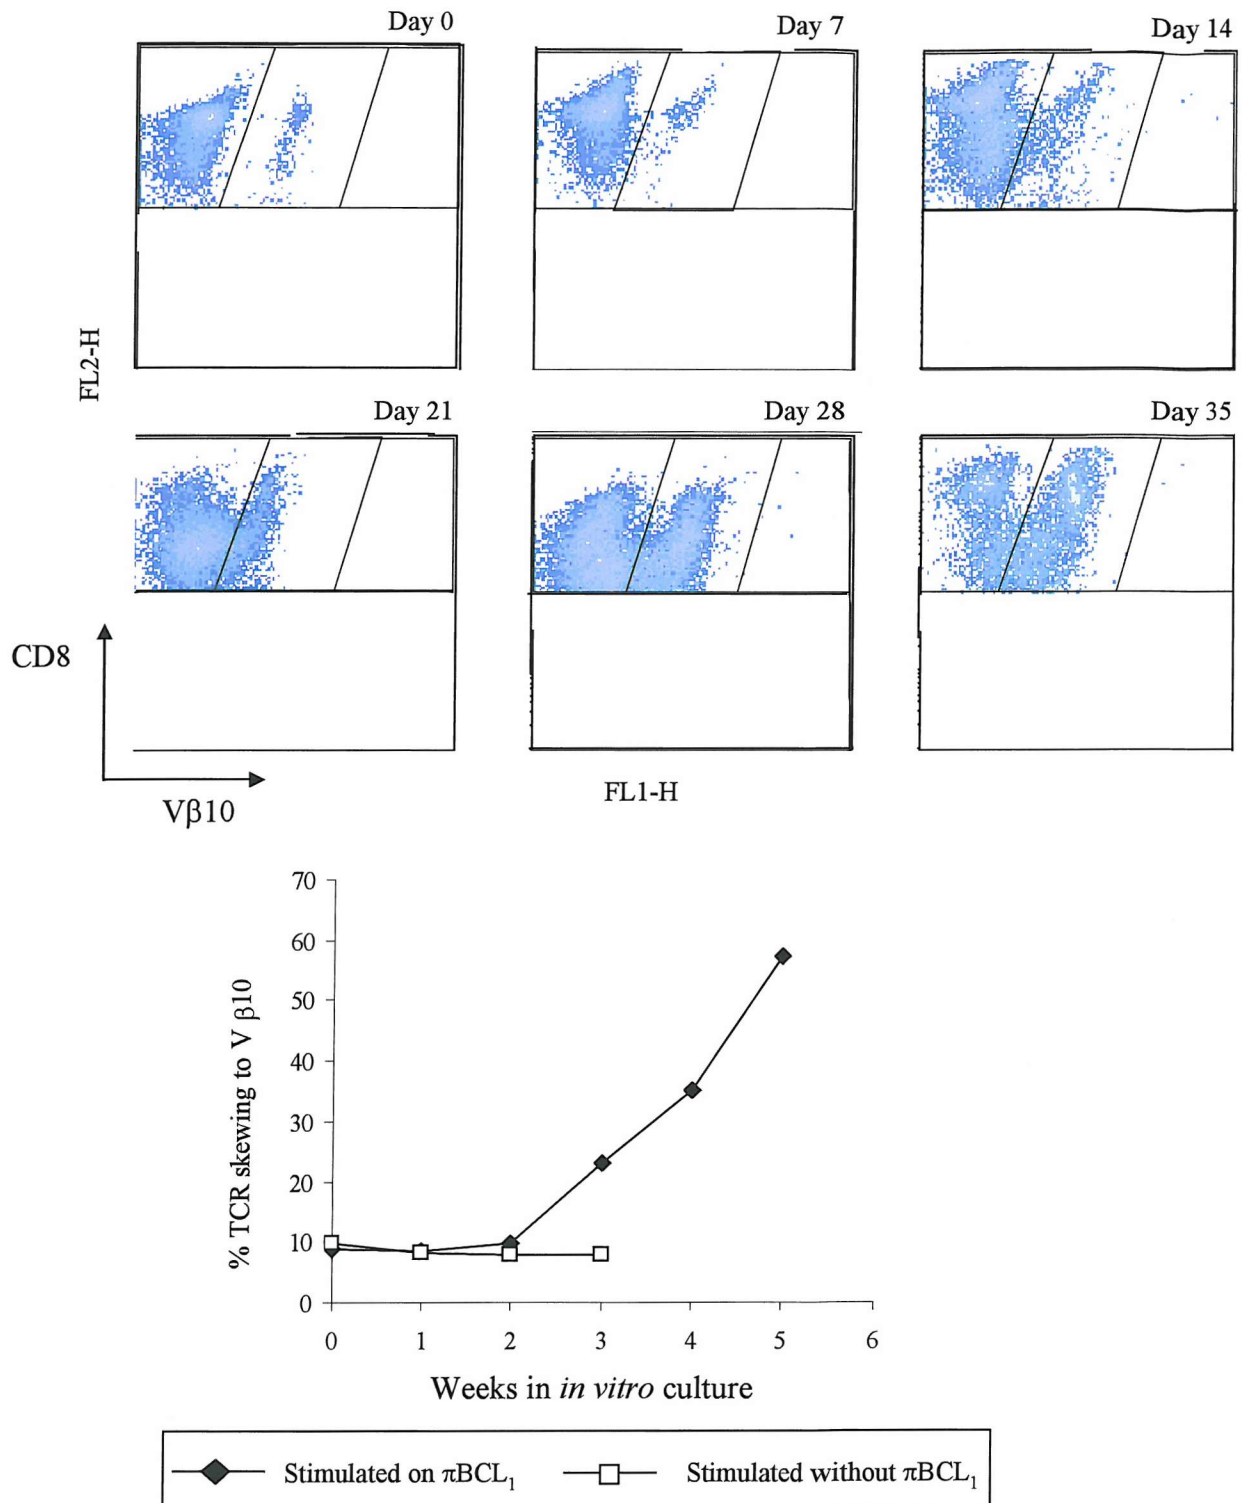 Day 0
Day 7
Day 14
FL2-H
Day 21
Day 28
Day 35
CD8
Vβ10
FL1-H
% TCR skewing to V β10
70
60
50
40
30
20
10
0
0 1 2 3 4 5 6
Weeks in in vitro culture
Stimulated on πBCL₁ Stimulated without πBCL₁